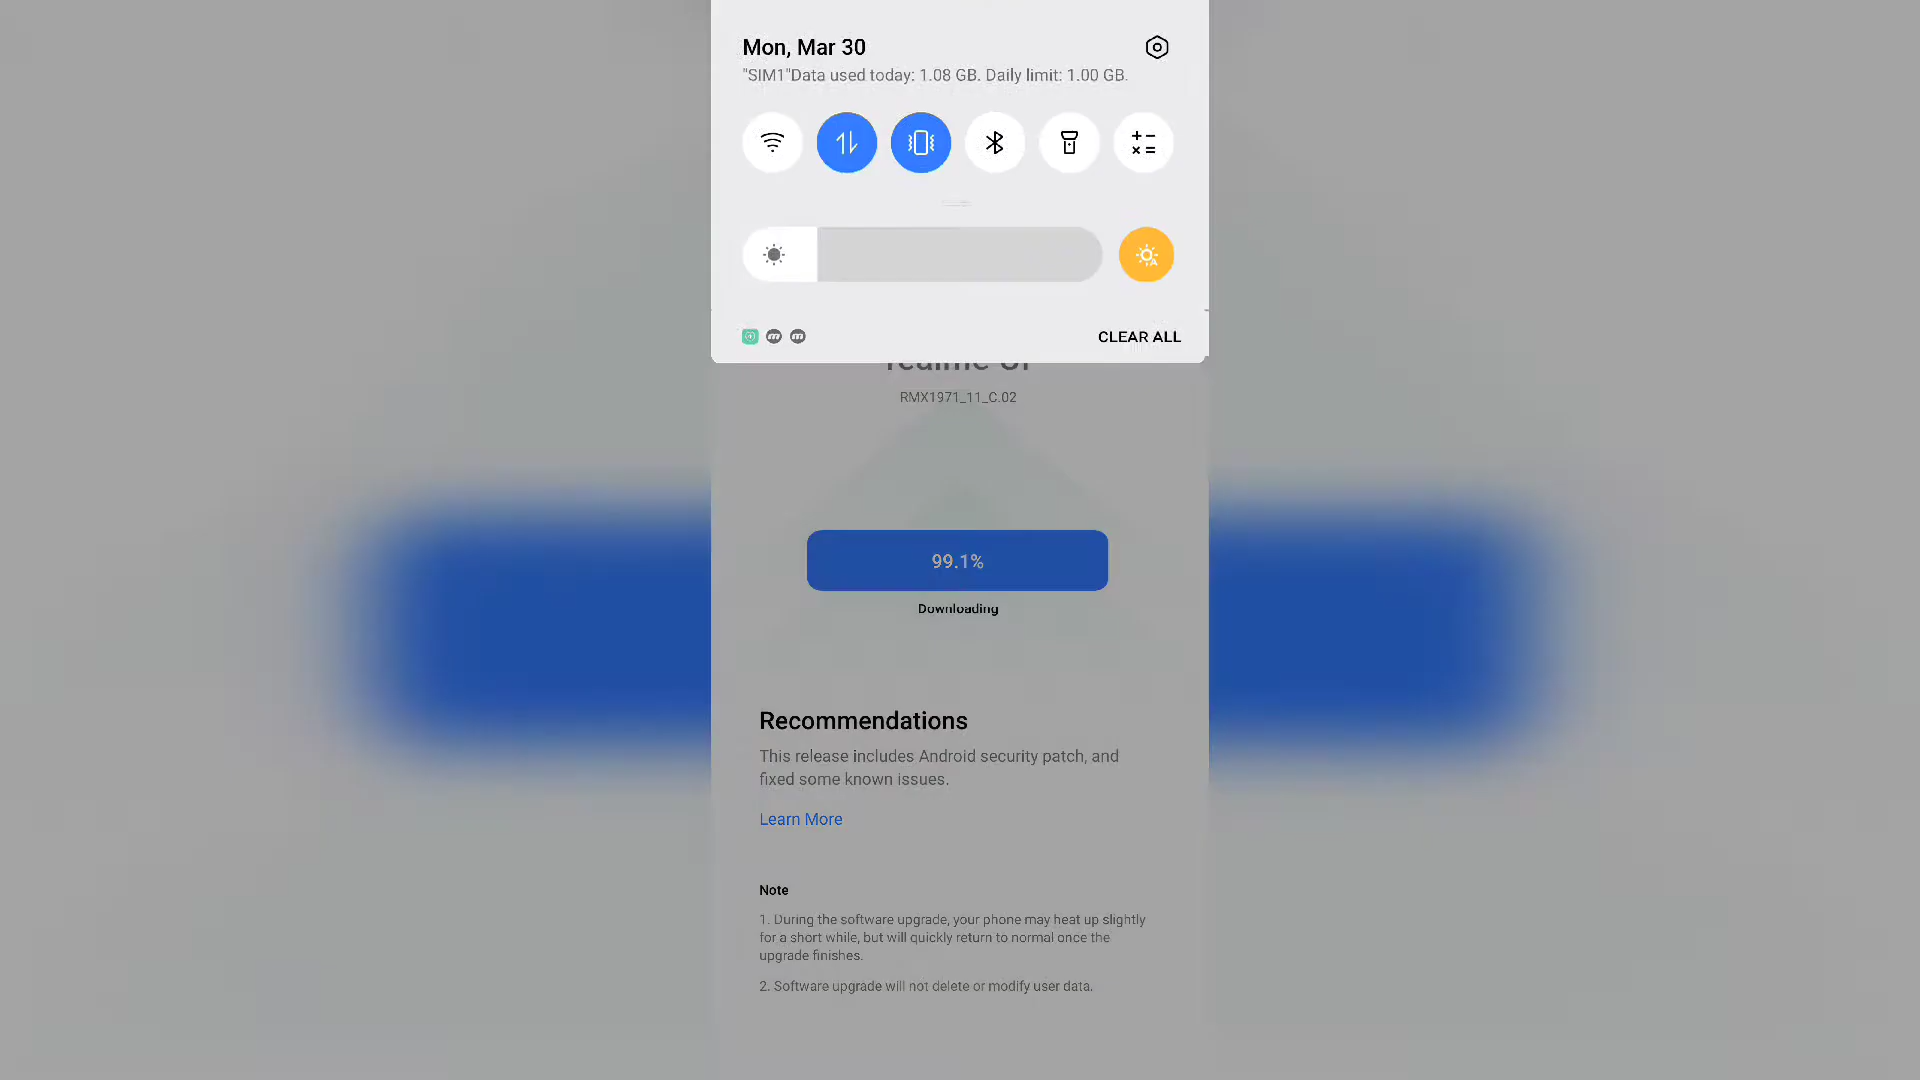 Mon, Mar 30
"SIM1"Data used today: 1.08 GB. Daily limit: 1.00 GB.
CLEAR ALL
realme UI
RMX1971_11_C.02
99.1%
Downloading
Recommendations
This release includes Android security patch, and
fixed some known issues.
Learn More
Note
1. During the software upgrade, your phone may heat up slightly
for a short while, but will quickly return to normal once the
upgrade finishes.
2. Software upgrade will not delete or modify user data.